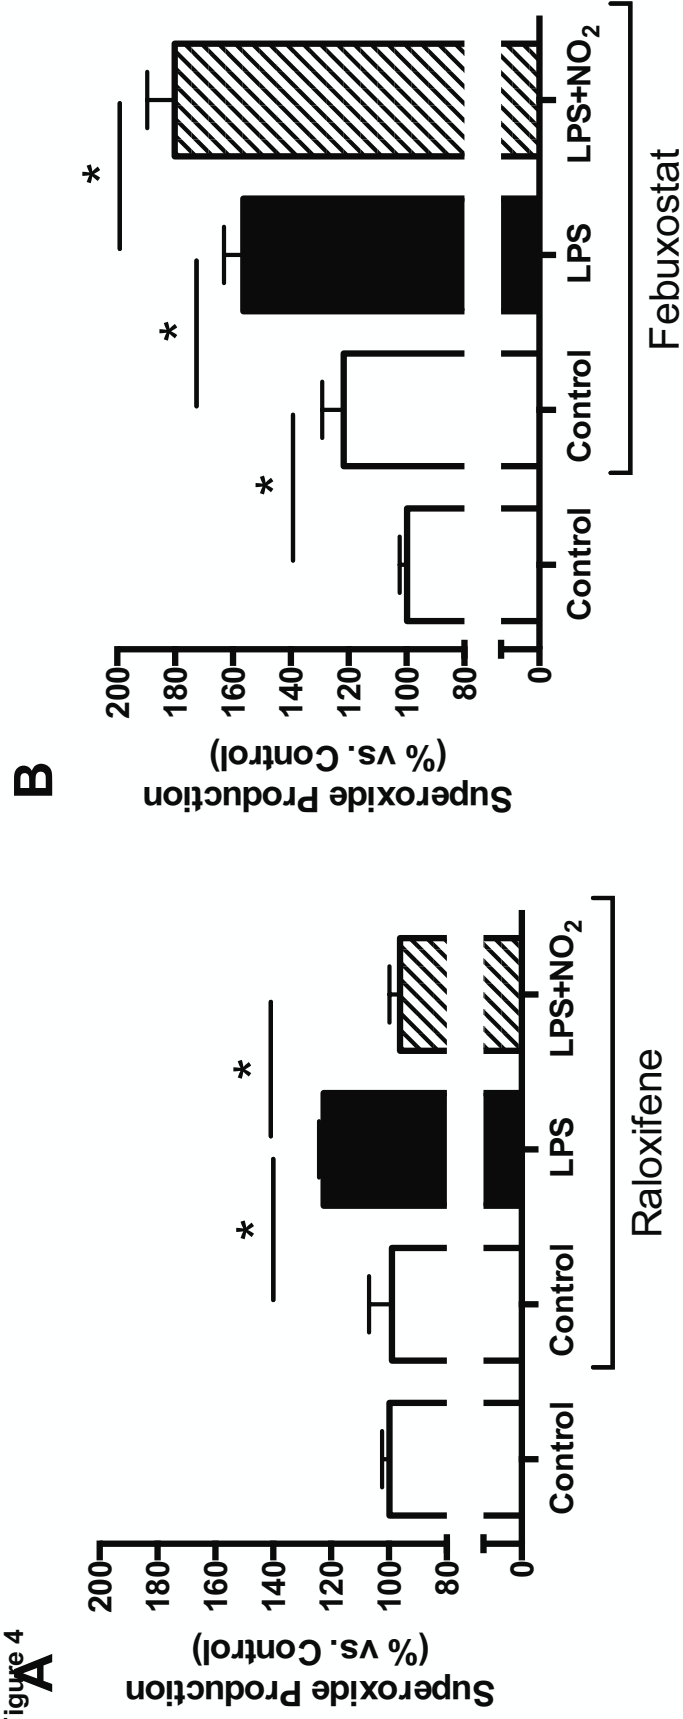 igure 4
A
Superoxide Production
(% vs. Control)
200
180
160
140
120
100
80
0
*
*
Control
Control
LPS
LPS+NO2
Raloxifene
B
Superoxide Production
(% vs. Control)
200
180
160
140
120
100
80
0
*
*
*
Control
Control
LPS
LPS+NO2
Febuxostat